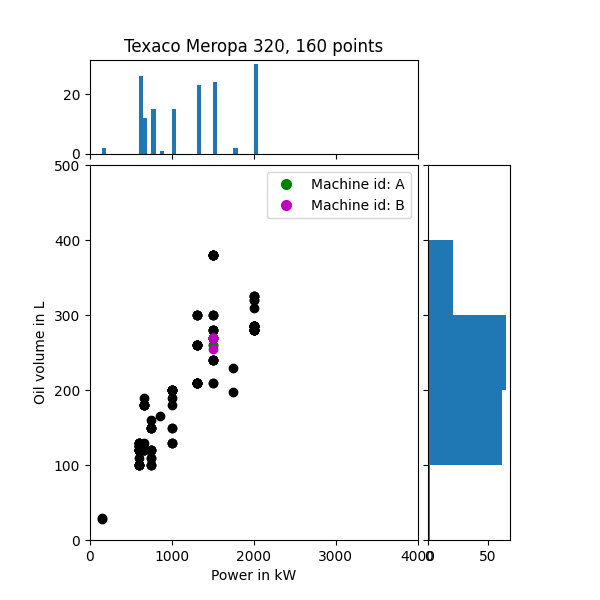 Texaco Meropa 320, 160 points
20
0
500
400
300
200
100
0
Oil volume in L
Machine id: A
Machine id: B
0 1000 2000 3000 4000
0 50
Power in kW